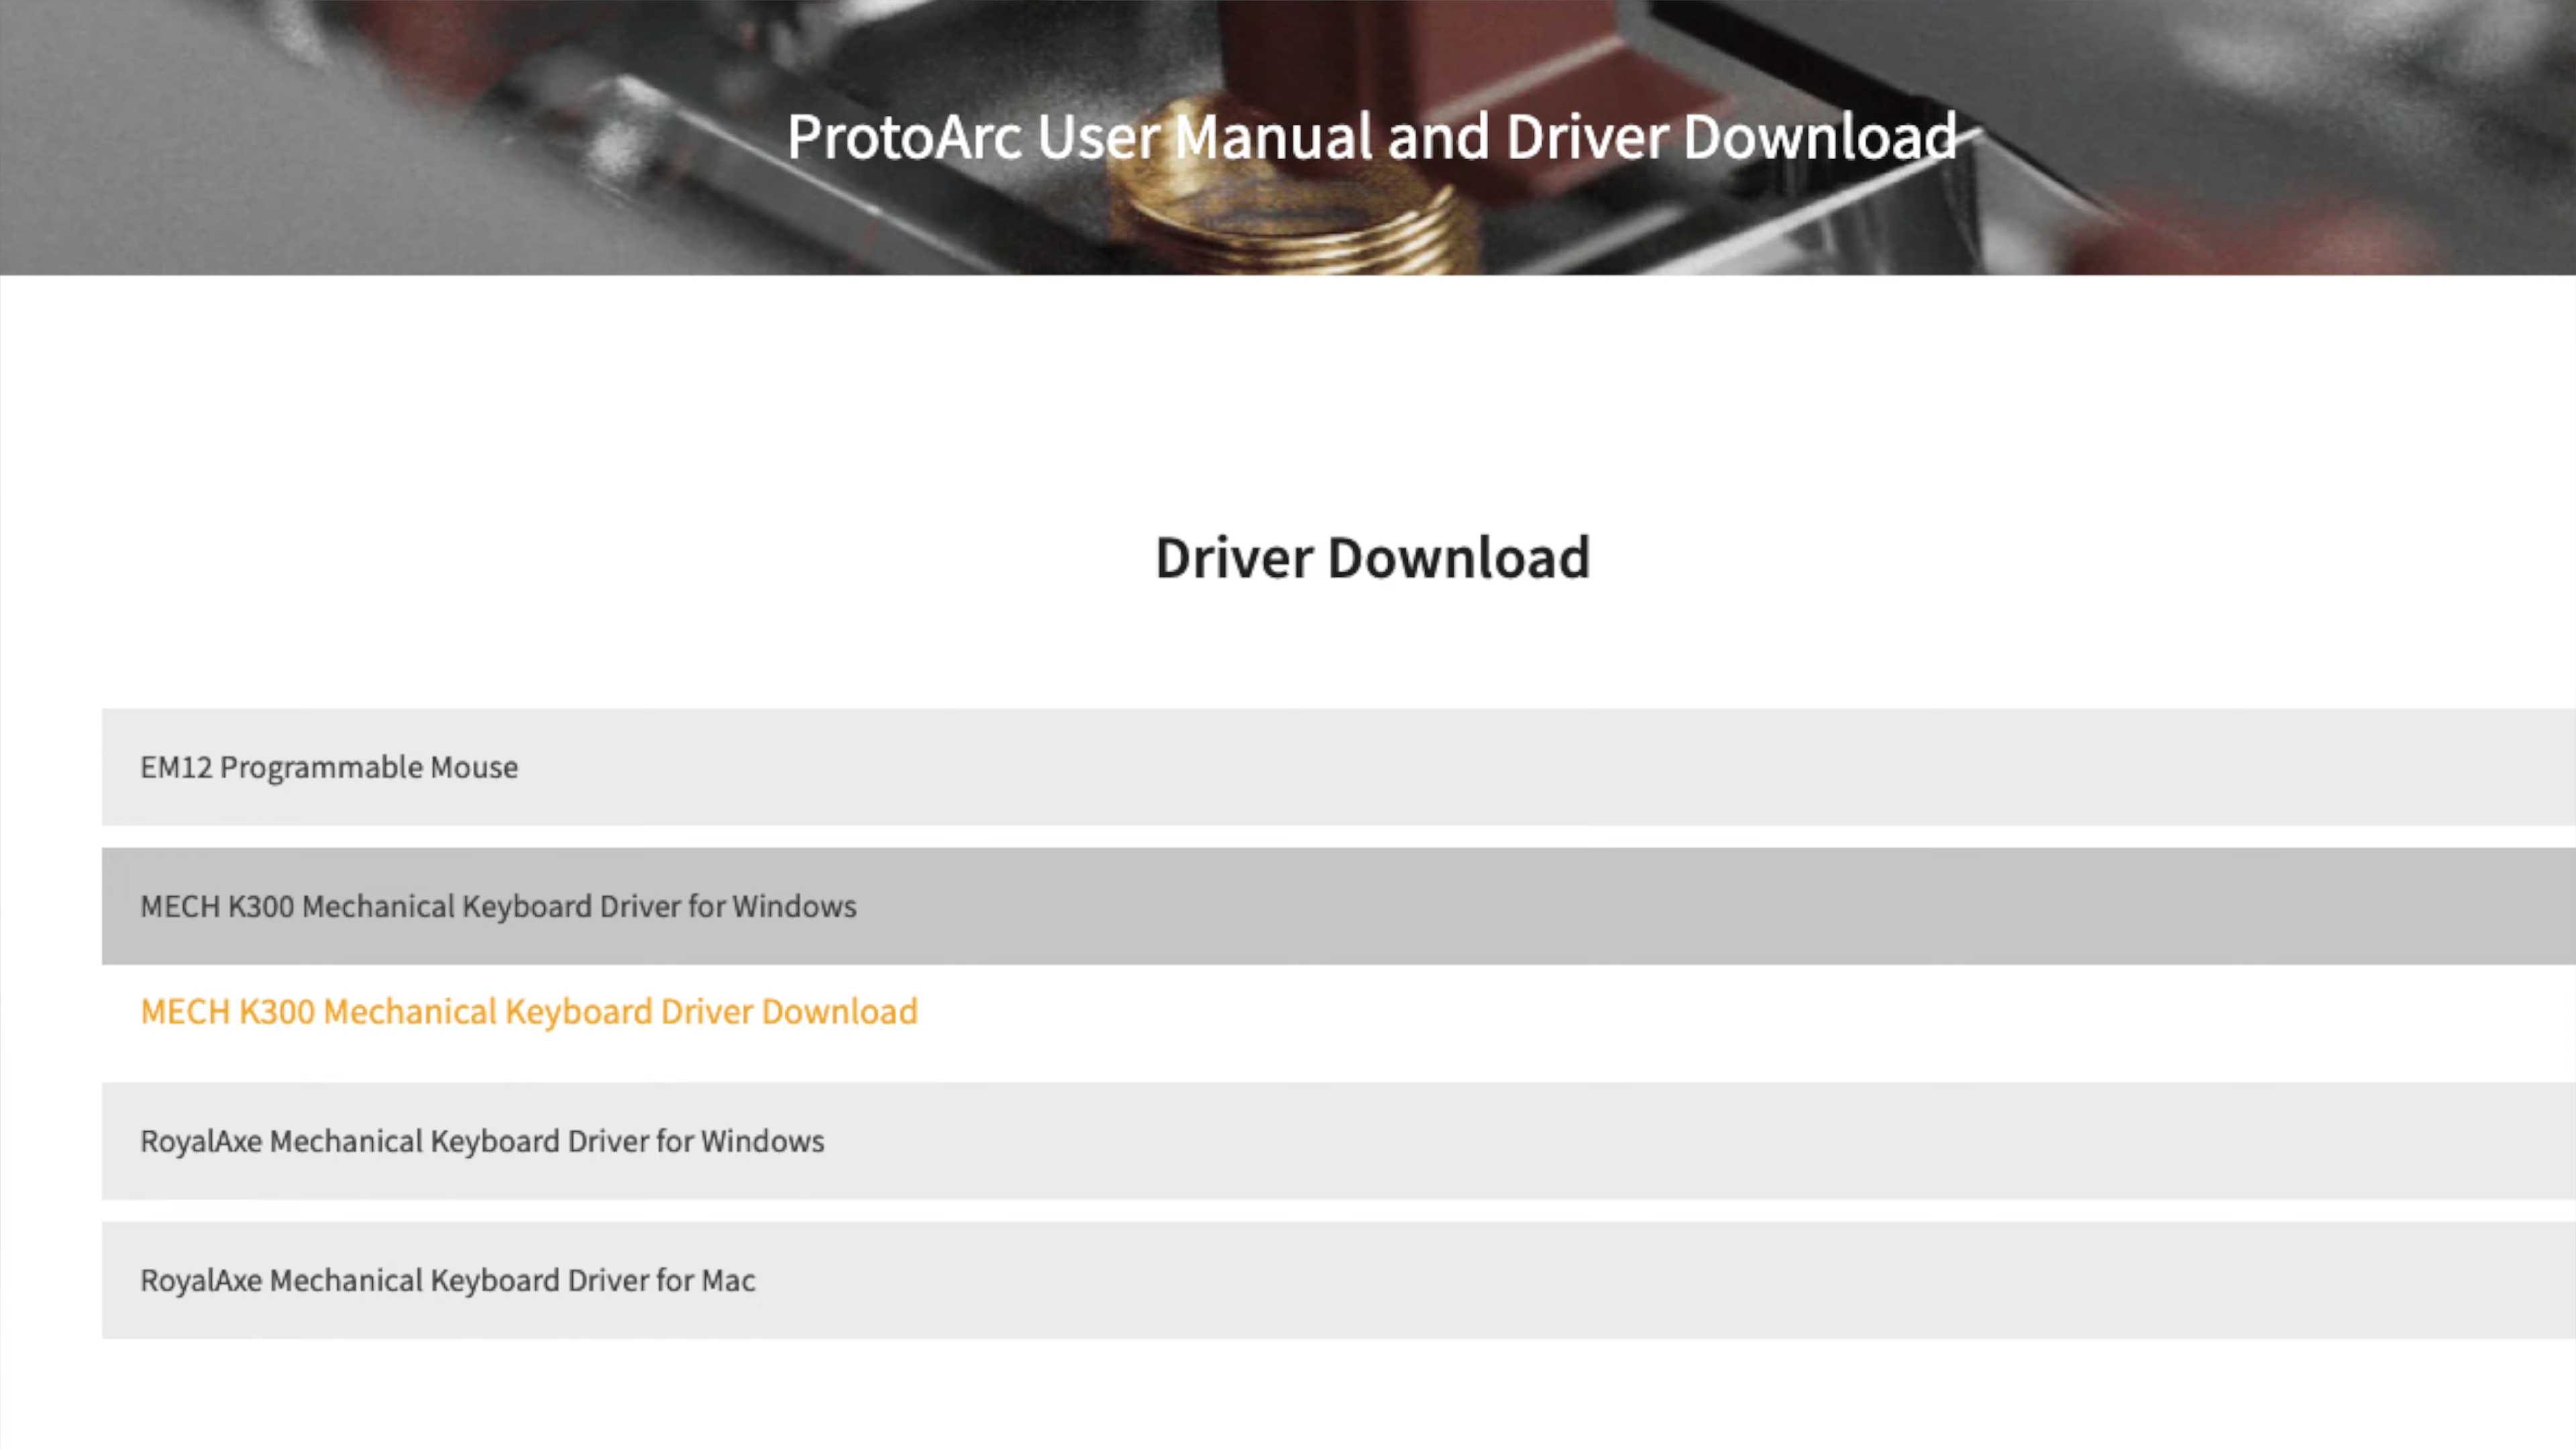 ProtoArc User Manual and Driver Download
Driver Download
EM12 Programmable Mouse
MECH K300 Mechanical Keyboard Driver for Windows
MECH K300 Mechanical Keyboard Driver Download
RoyalAxe Mechanical Keyboard Driver for Windows
RoyalAxe Mechanical Keyboard Driver for Mac